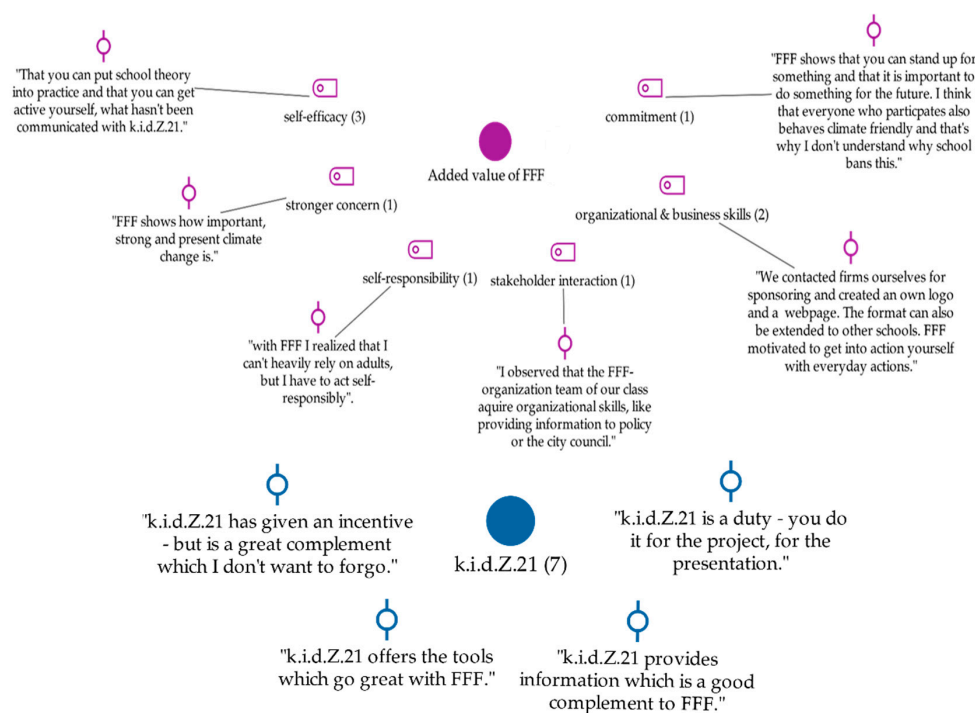 "That you can put school theory
into practice and that you can get
active yourself, what hasn't been
communicated with k.i.d.Z.21."
self-efficacy (3)
commitment (1)
"FFF shows that you can stand up for
something and that it is important to
do something for the future. I think
that everyone who particpates also
behaves climate friendly and that's
why I don't understand why school
bans this."
Added value of FFF
stronger concern (1)
"FFF shows how important,
strong and present climate
change is."
organizational & business skills (2)
"We contacted firms ourselves for
sponsoring and created an own logo
and a webpage. The format can also
be extended to other schools. FFF
motivated to get into action yourself
with everyday actions."
self-responsibility (1)
"with FFF I realized that I
can't heavily rely on adults,
but I have to act self-
responsibly".
stakeholder interaction (1)
"I observed that the FFF-
organization team of our class
aquire organizational skills, like
providing information to policy
or the city council."
"k.i.d.Z.21 has given an incentive
- but is a great complement
which I don't want to forgo."
k.i.d.Z.21 (7)
"k.i.d.Z.21 is a duty - you do
it for the project, for the
presentation."
"k.i.d.Z.21 offers the tools
which go great with FFF."
"k.i.d.Z.21 provides
information which is a good
complement to FFF."